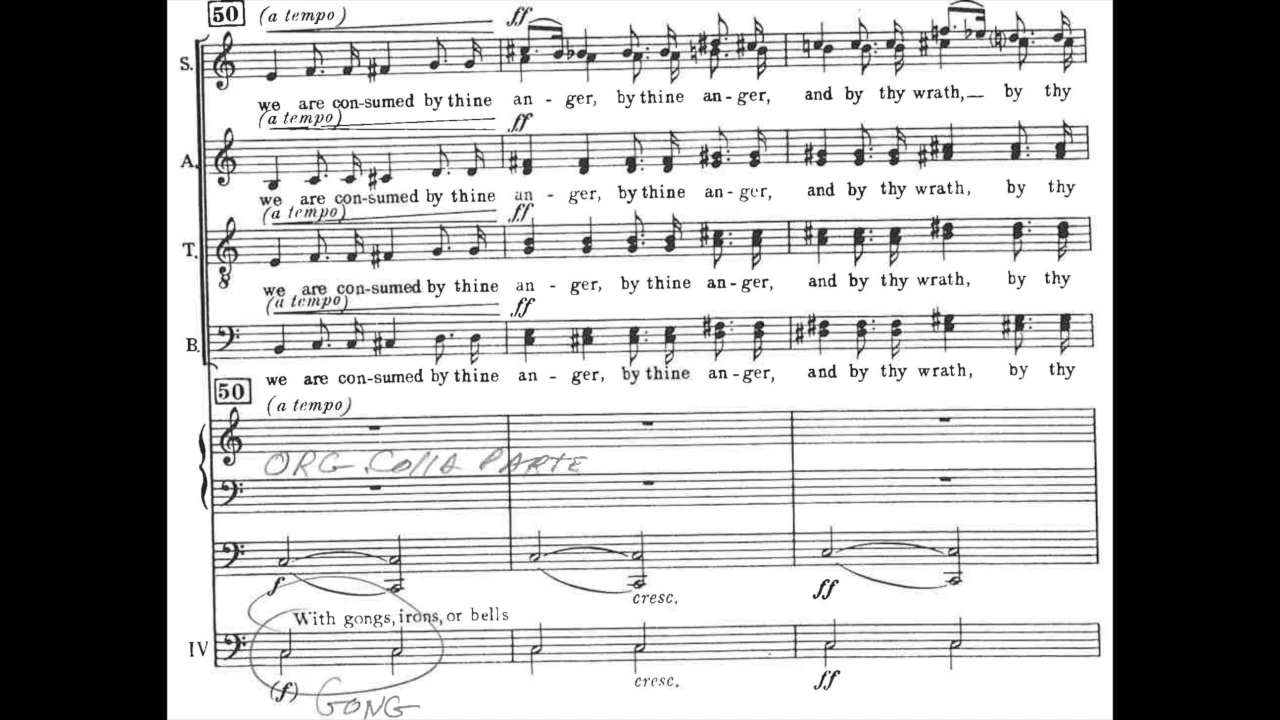 50 (a tempo) ff
S.
we are con-sumed by thine an - ger, by thine an-ger, and by thy wrath,— by thy
(a tempo) ff
A.
we are con-sumed by thine an - ger, by thine an-ger, and by thy wrath, by thy
(a tempo) ff
T.
8
we are con-sumed by thine an - ger, by thine an-ger, and by thy wrath, by thy
(a tempo) ff
B.
we are con-sumed by thine an - ger, by thine an-ger, and by thy wrath, by thy
50
(a tempo)
ORG. Colla PARTE
f cresc. ff
With gongs, irons, or bells
IV
(f) cresc. ff
GONG